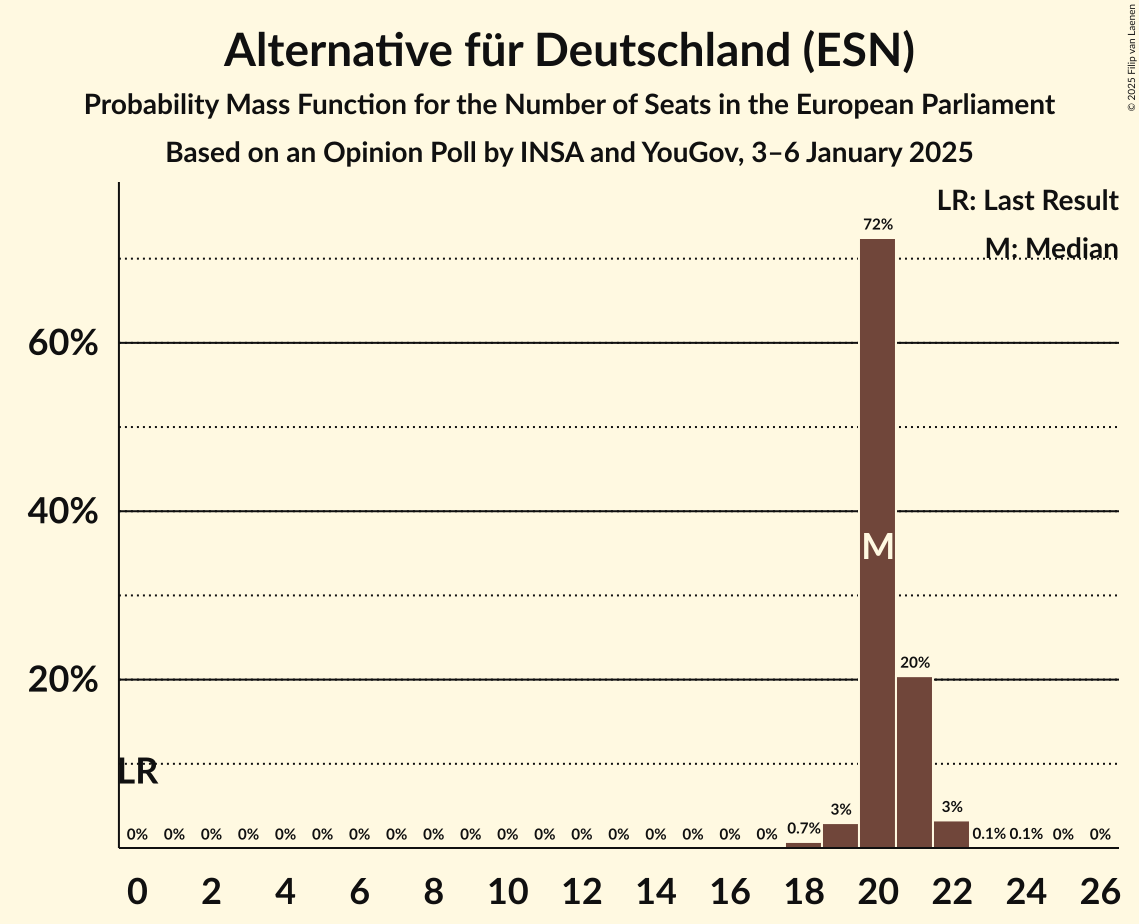 Alternative für Deutschland (ESN)
Probability Mass Function for the Number of Seats in the European Parliament
Based on an Opinion Poll by INSA and YouGov, 3–6 January 2025
© 2025 Filip van Laenen
LR: Last Result
M: Median
72%
60%
40%
M
20%
20%
LR
0% 0% 0% 0% 0% 0% 0% 0% 0% 0% 0% 0% 0% 0% 0% 0% 0% 0% 0.7% 3% 3% 0.1% 0.1% 0% 0%
0 2 4 6 8 10 12 14 16 18 20 22 24 26